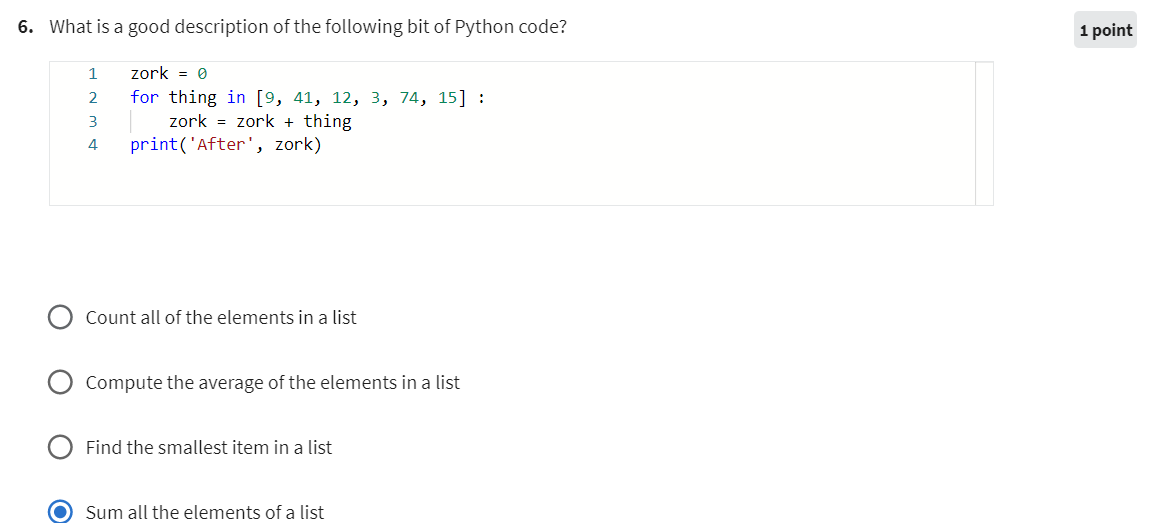 6. What is a good description of the following bit of Python code?
1 point
1 zork = 0
2 for thing in [9, 41, 12, 3, 74, 15] :
3     zork = zork + thing
4 print('After', zork)
Count all of the elements in a list
Compute the average of the elements in a list
Find the smallest item in a list
Sum all the elements of a list